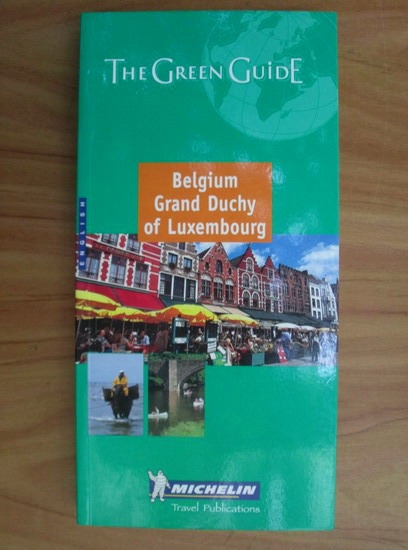 THE GREEN GUIDE
Belgium
Grand Duchy
of Luxembourg
ENGLISH
MICHELIN
Travel Publications